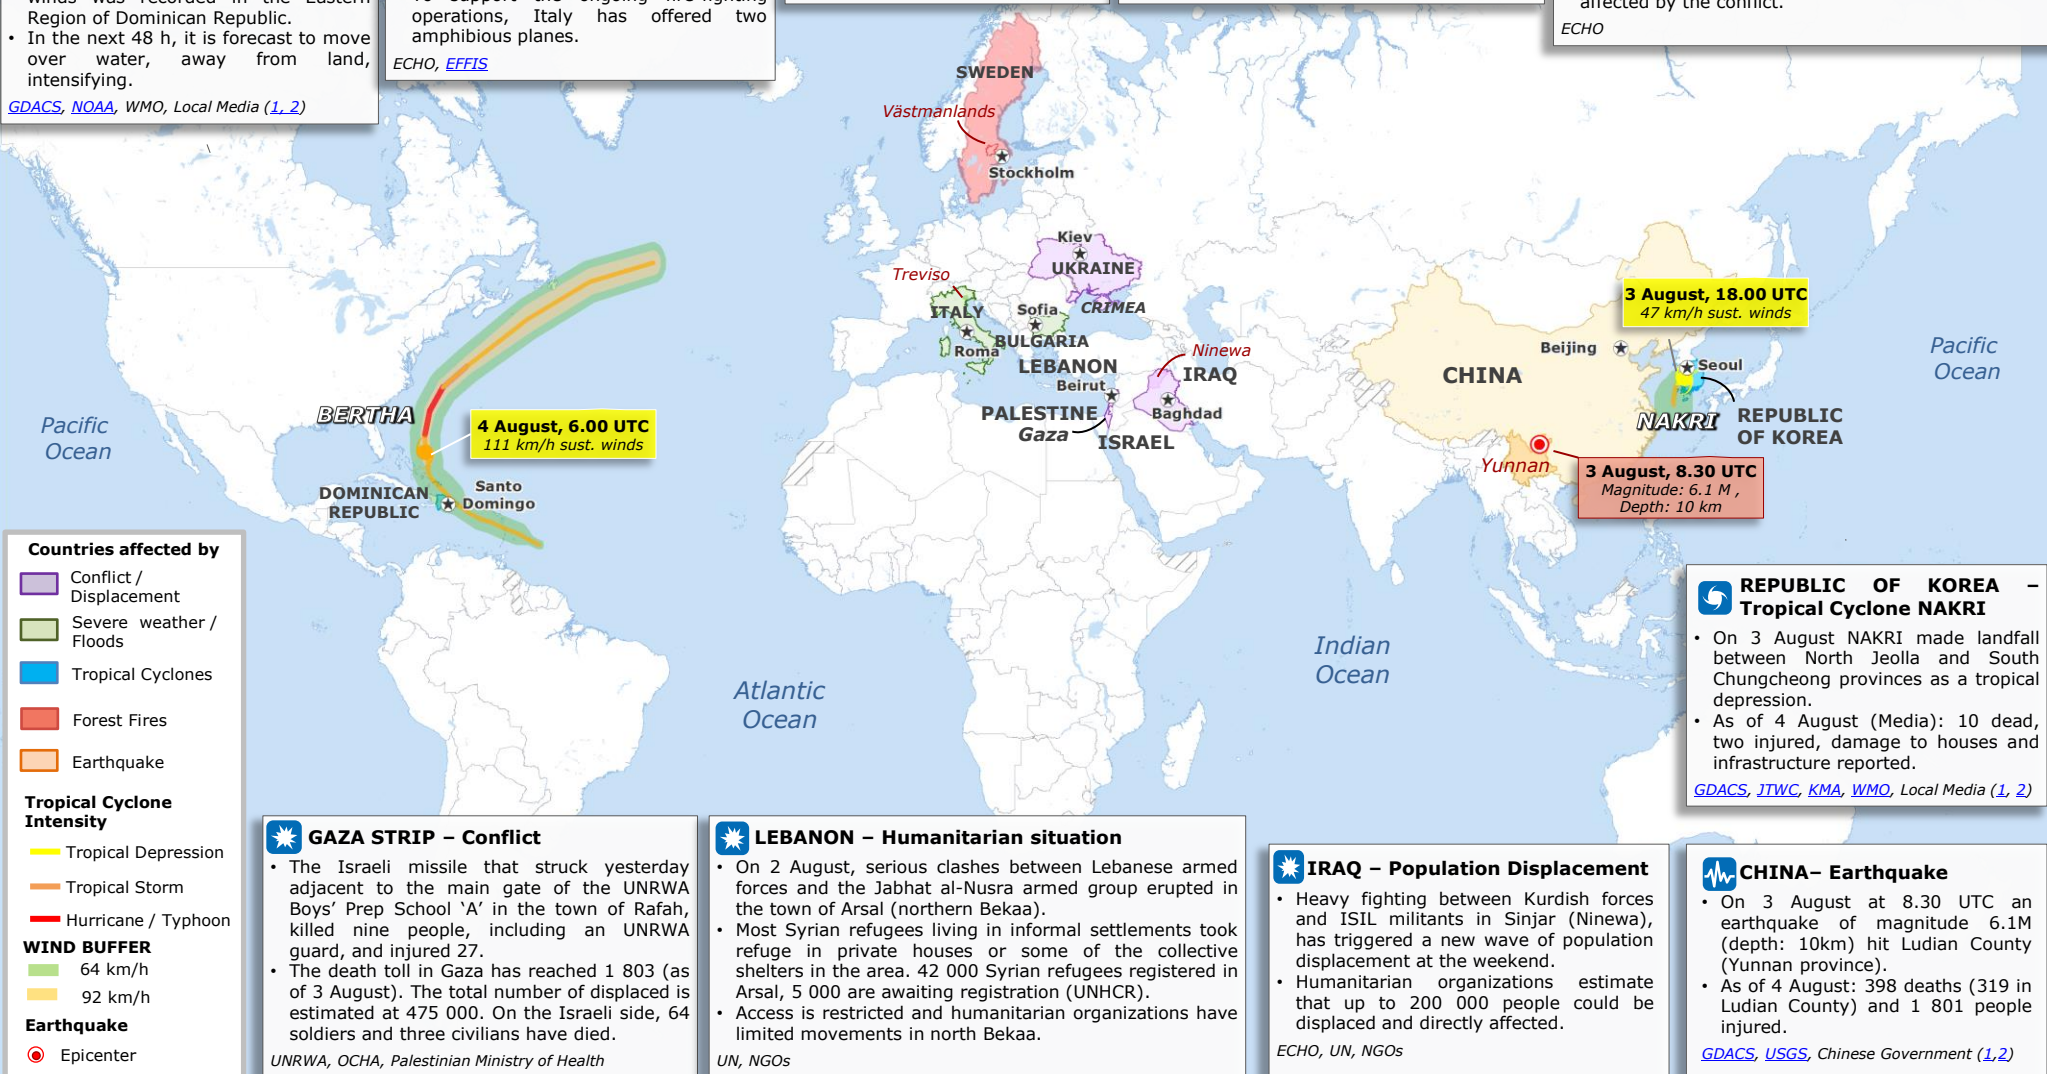 winds was recorded in the Eastern
Region of Dominican Republic.
• In the next 48 h, it is forecast to move
over water, away from land,
intensifying.
GDACS, NOAA, WMO, Local Media (1, 2)
operations, Italy has offered two
amphibious planes.
ECHO, EFFIS
affected by the conflict.
ECHO
SWEDEN
Västmanlands
Stockholm
Kiev
UKRAINE
Treviso
ITALY
Sofia
CRIMEA
Roma
BULGARIA
LEBANON
Ninewa
Beirut
IRAQ
PALESTINE
Baghdad
Gaza
ISRAEL
3 August, 18.00 UTC
47 km/h sust. winds
Beijing
Seoul
CHINA
Pacific
Ocean
NAKRI
REPUBLIC
OF KOREA
Yunnan
3 August, 8.30 UTC
Magnitude: 6.1 M ,
Depth: 10 km
Pacific
Ocean
BERTHA
4 August, 6.00 UTC
111 km/h sust. winds
DOMINICAN
REPUBLIC
Santo
Domingo
Atlantic
Ocean
Indian
Ocean
Countries affected by
Conflict /
Displacement
Severe weather /
Floods
Tropical Cyclones
Forest Fires
Earthquake
Tropical Cyclone
Intensity
Tropical Depression
Tropical Storm
Hurricane / Typhoon
WIND BUFFER
64 km/h
92 km/h
Earthquake
Epicenter
GAZA STRIP – Conflict
• The Israeli missile that struck yesterday
adjacent to the main gate of the UNRWA
Boys’ Prep School ‘A’ in the town of Rafah,
killed nine people, including an UNRWA
guard, and injured 27.
• The death toll in Gaza has reached 1 803 (as
of 3 August). The total number of displaced is
estimated at 475 000. On the Israeli side, 64
soldiers and three civilians have died.
UNRWA, OCHA, Palestinian Ministry of Health
LEBANON – Humanitarian situation
• On 2 August, serious clashes between Lebanese armed
forces and the Jabhat al-Nusra armed group erupted in
the town of Arsal (northern Bekaa).
• Most Syrian refugees living in informal settlements took
refuge in private houses or some of the collective
shelters in the area. 42 000 Syrian refugees registered in
Arsal, 5 000 are awaiting registration (UNHCR).
• Access is restricted and humanitarian organizations have
limited movements in north Bekaa.
UN, NGOs
IRAQ – Population Displacement
• Heavy fighting between Kurdish forces
and ISIL militants in Sinjar (Ninewa),
has triggered a new wave of population
displacement at the weekend.
• Humanitarian organizations estimate
that up to 200 000 people could be
displaced and directly affected.
ECHO, UN, NGOs
REPUBLIC OF KOREA –
Tropical Cyclone NAKRI
• On 3 August NAKRI made landfall
between North Jeolla and South
Chungcheong provinces as a tropical
depression.
• As of 4 August (Media): 10 dead,
two injured, damage to houses and
infrastructure reported.
GDACS, JTWC, KMA, WMO, Local Media (1, 2)
CHINA– Earthquake
• On 3 August at 8.30 UTC an
earthquake of magnitude 6.1M
(depth: 10km) hit Ludian County
(Yunnan province).
• As of 4 August: 398 deaths (319 in
Ludian County) and 1 801 people
injured.
GDACS, USGS, Chinese Government (1,2)